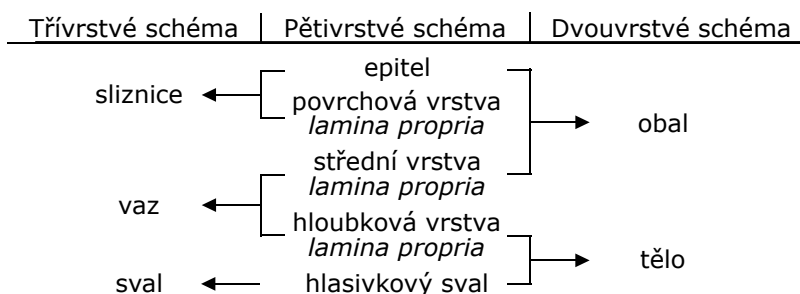 Třívrstvé schéma | Pětivrstvé schéma | Dvouvrstvé schéma
epitel
sliznice
povrchová vrstva
lamina propria
obal
střední vrstva
lamina propria
vaz
hloubková vrstva
lamina propria
tělo
sval
hlasivkový sval